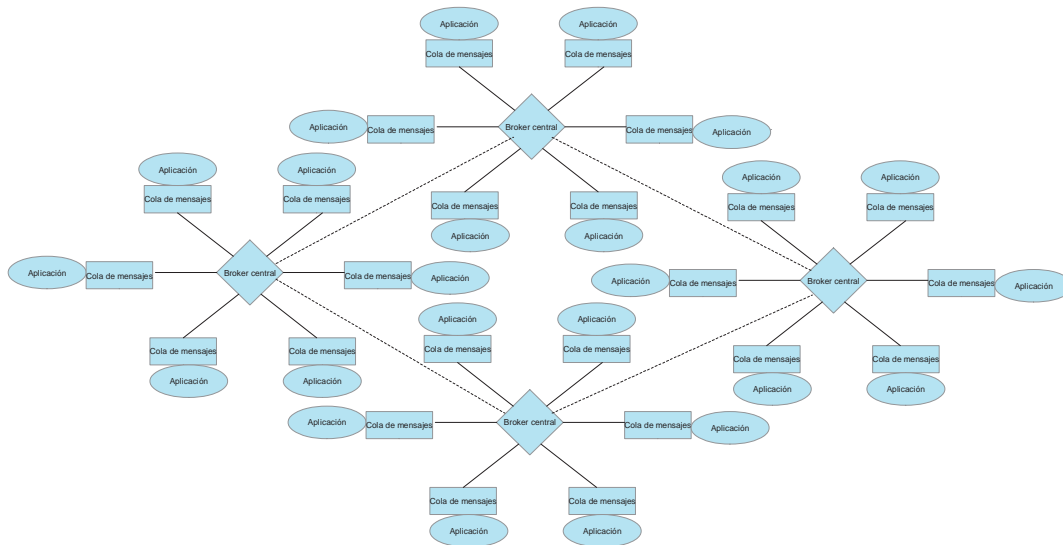 Aplicación
Aplicación
Cola de mensajes
Cola de mensajes
Aplicación
Cola de mensajes
Broker central
Cola de mensajes
Aplicación
Aplicación
Aplicación
Aplicación
Aplicación
Cola de mensajes
Cola de mensajes
Cola de mensajes
Cola de mensajes
Cola de mensajes
Cola de mensajes
Aplicación
Aplicación
Aplicación
Cola de mensajes
Broker central
Cola de mensajes
Aplicación
Aplicación
Cola de mensajes
Broker central
Cola de mensajes
Aplicación
Aplicación
Aplicación
Cola de mensajes
Cola de mensajes
Cola de mensajes
Cola de mensajes
Cola de mensajes
Cola de mensajes
Aplicación
Aplicación
Aplicación
Aplicación
Aplicación
Cola de mensajes
Broker central
Cola de mensajes
Aplicación
Cola de mensajes
Cola de mensajes
Aplicación
Aplicación